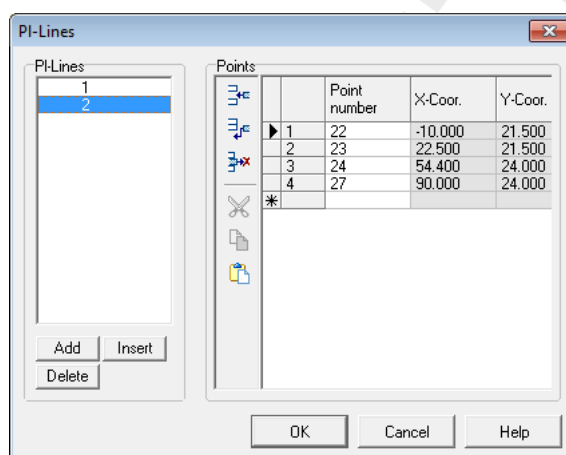 PI-Lines
PI-Lines
1
2
Add Insert
Delete
Points
Point number X-Coor. Y-Coor.
1 22 -10.000 21.500
2 23 22.500 21.500
3 24 54.400 24.000
4 27 90.000 24.000
OK Cancel Help